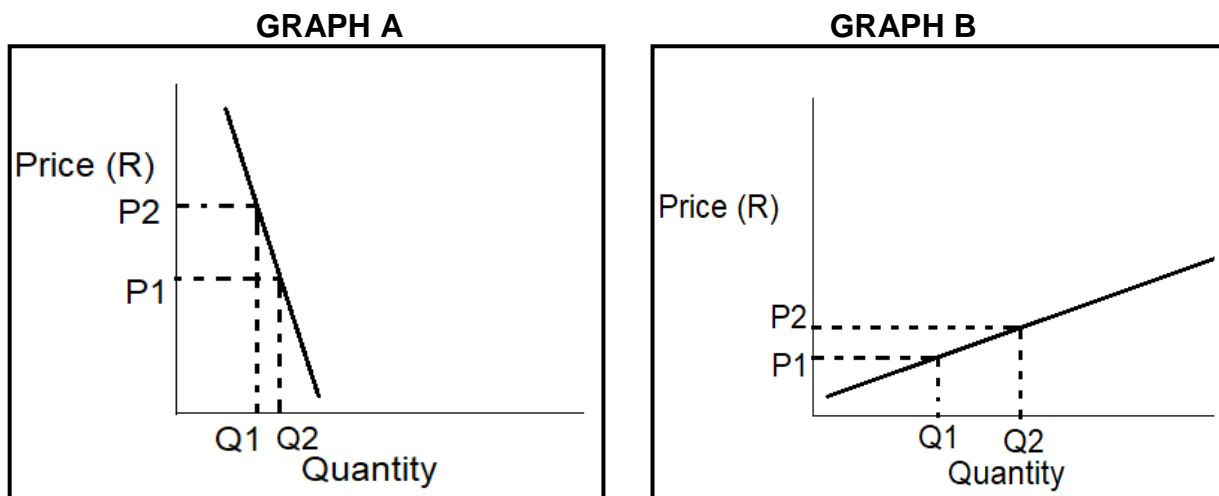 GRAPH A
Price (R)
P2
P1
Q1 Q2
Quantity
GRAPH B
Price (R)
P2
P1
Q1 Q2
Quantity